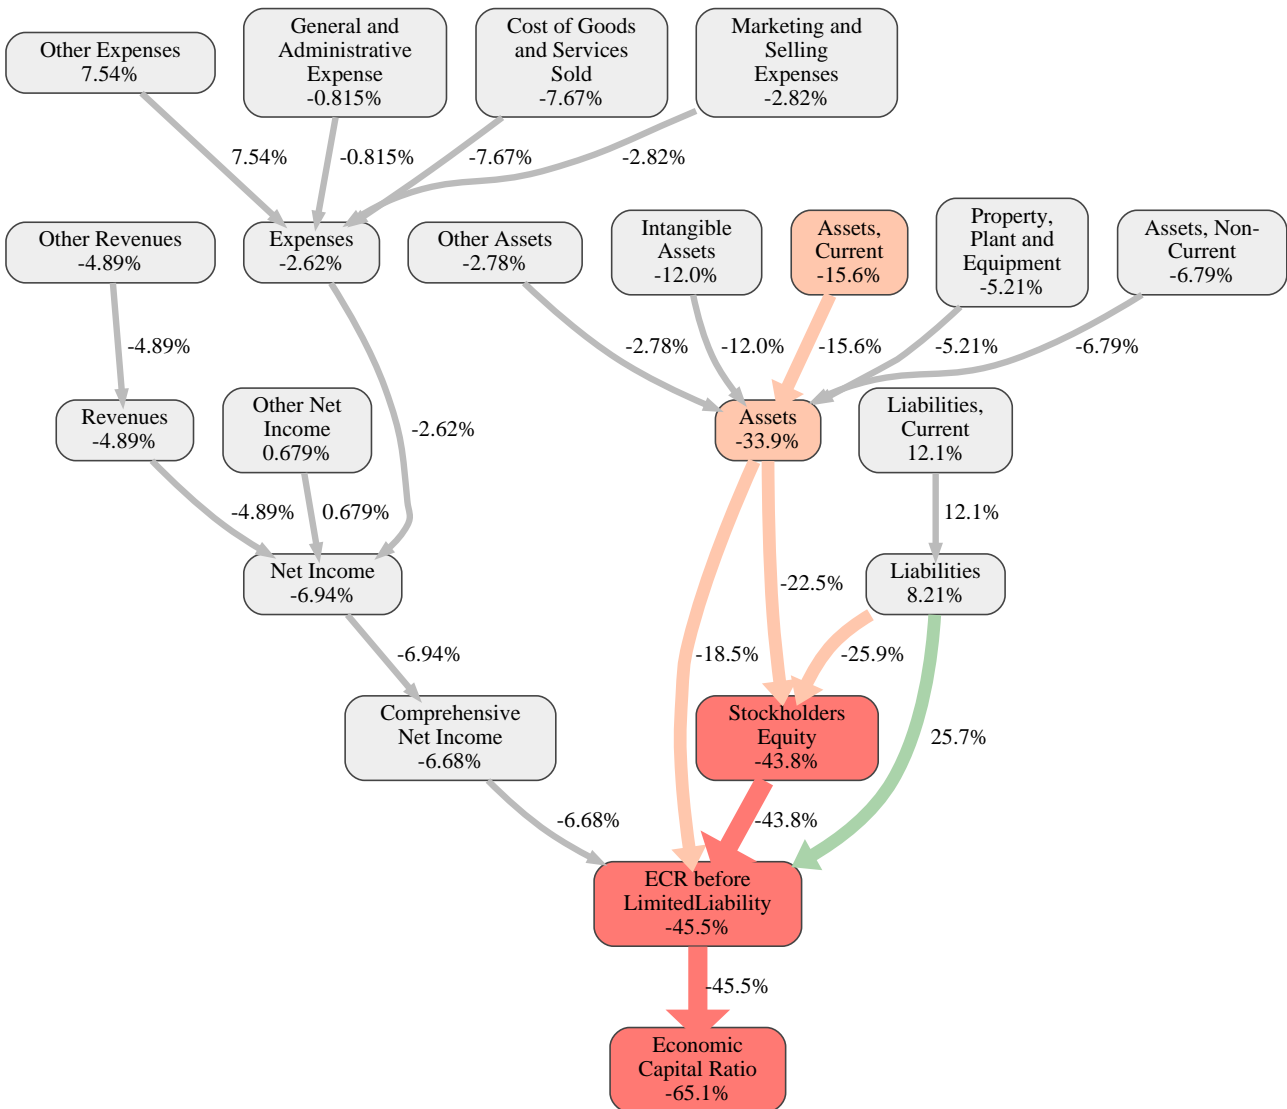 Other Expenses
7.54%
General and
Administrative
Expense
-0.815%
Cost of Goods
and Services
Sold
-7.67%
Marketing and
Selling
Expenses
-2.82%
7.54%
-0.815%
-7.67%
-2.82%
Other Revenues
-4.89%
Expenses
-2.62%
Other Assets
-2.78%
Intangible
Assets
-12.0%
Assets,
Current
-15.6%
Property,
Plant and
Equipment
-5.21%
Assets, Non-
Current
-6.79%
-4.89%
-2.78%
-12.0%
-15.6%
-5.21%
-6.79%
Revenues
-4.89%
Other Net
Income
0.679%
-2.62%
Assets
-33.9%
Liabilities,
Current
12.1%
-4.89%
0.679%
12.1%
Net Income
-6.94%
-22.5%
Liabilities
8.21%
-6.94%
-18.5%
-25.9%
Comprehensive
Net Income
-6.68%
Stockholders
Equity
-43.8%
25.7%
-6.68%
-43.8%
ECR before
LimitedLiability
-45.5%
-45.5%
Economic
Capital Ratio
-65.1%